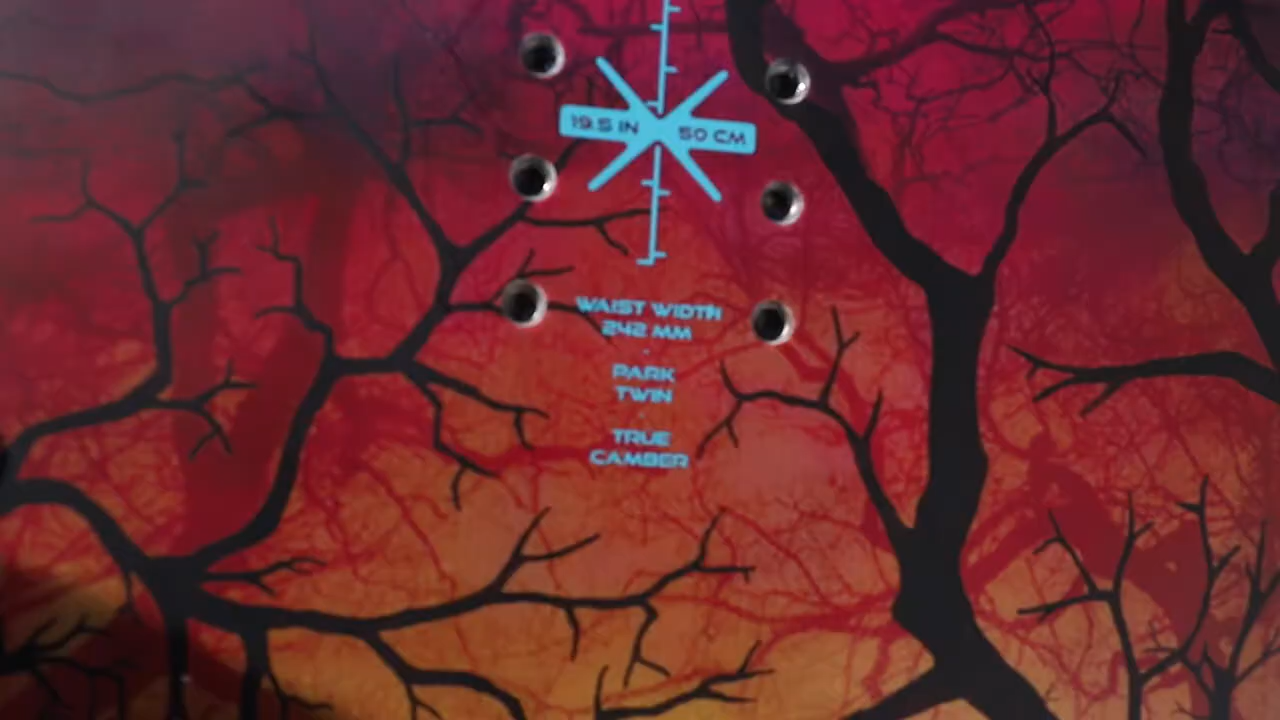 19.5 IN 50 CM
WAIST WIDTH
242 MM
-
PARK
TWIN
-
TRUE
CAMBER